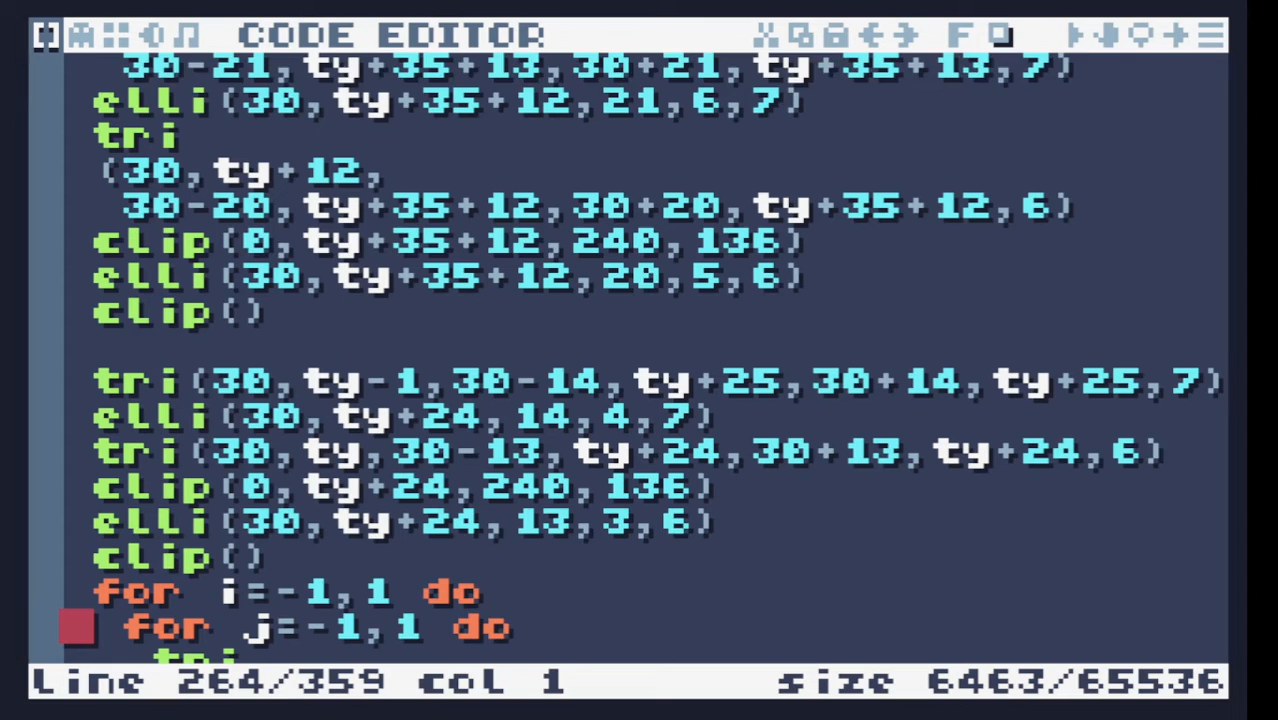 CODE EDITOR
F
30-21,ty+35+13,30+21,ty+35+13,7)
elli(30,ty+35+12,21,6,7)
tri
(30,ty+12,
30-20,ty+35+12,30+20,ty+35+12,6)
clip(0,ty+35+12,240,136)
elli(30,ty+35+12,20,5,6)
clip()
tri(30,ty-1,30-14,ty+25,30+14,ty+25,7)
elli(30,ty+24,14,4,7)
tri(30,ty,30-13,ty+24,30+13,ty+24,6)
clip(0,ty+24,240,136)
elli(30,ty+24,13,3,6)
clip()
for i=-1,1 do
for j=-1,1 do
tri
line 264/359 col 1
size 6463/65536